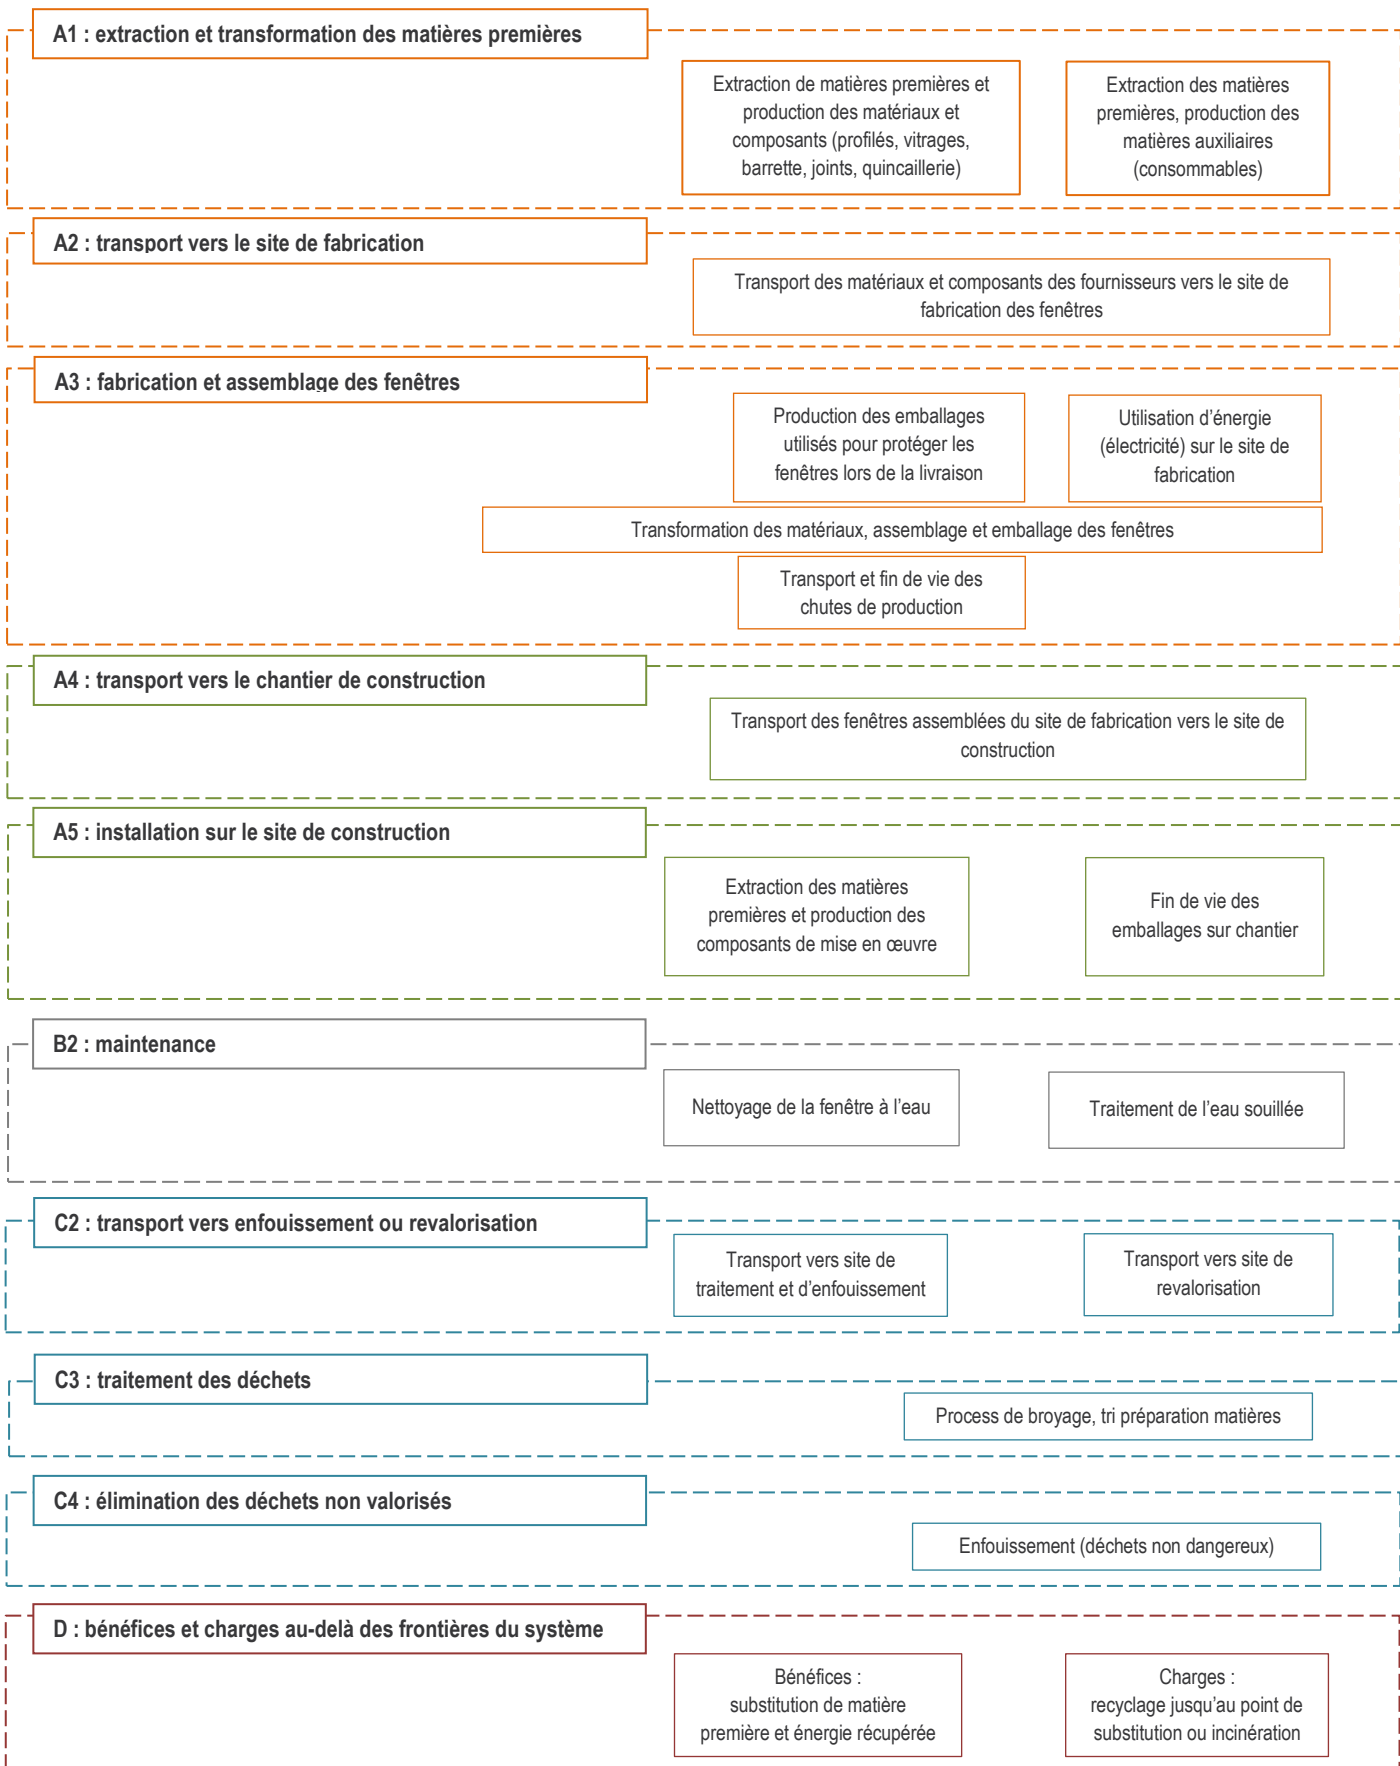 A1 : extraction et transformation des matières premières
Extraction de matières premières et
production des matériaux et
composants (profilés, vitrages,
barrette, joints, quincaillerie)
Extraction des matières
premières, production des
matières auxiliaires
(consommables)
A2 : transport vers le site de fabrication
Transport des matériaux et composants des fournisseurs vers le site de
fabrication des fenêtres
A3 : fabrication et assemblage des fenêtres
Production des emballages
utilisés pour protéger les
fenêtres lors de la livraison
Utilisation d’énergie
(électricité) sur le site de
fabrication
Transformation des matériaux, assemblage et emballage des fenêtres
Transport et fin de vie des
chutes de production
A4 : transport vers le chantier de construction
Transport des fenêtres assemblées du site de fabrication vers le site de
construction
A5 : installation sur le site de construction
Extraction des matières
premières et production des
composants de mise en œuvre
Fin de vie des
emballages sur chantier
B2 : maintenance
Nettoyage de la fenêtre à l’eau
Traitement de l’eau souillée
C2 : transport vers enfouissement ou revalorisation
Transport vers site de
traitement et d’enfouissement
Transport vers site de
revalorisation
C3 : traitement des déchets
Process de broyage, tri préparation matières
C4 : élimination des déchets non valorisés
Enfouissement (déchets non dangereux)
D : bénéfices et charges au-delà des frontières du système
Bénéfices :
substitution de matière
première et énergie récupérée
Charges :
recyclage jusqu’au point de
substitution ou incinération